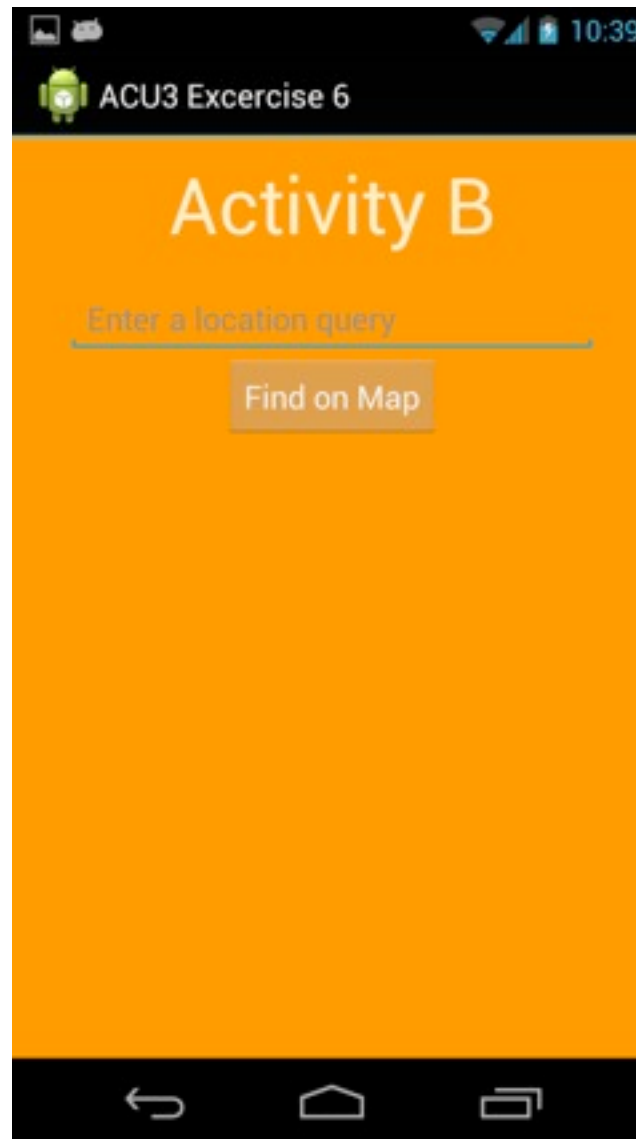 10:39
ACU3 Excercise 6
Activity B
Enter a location query
Find on Map